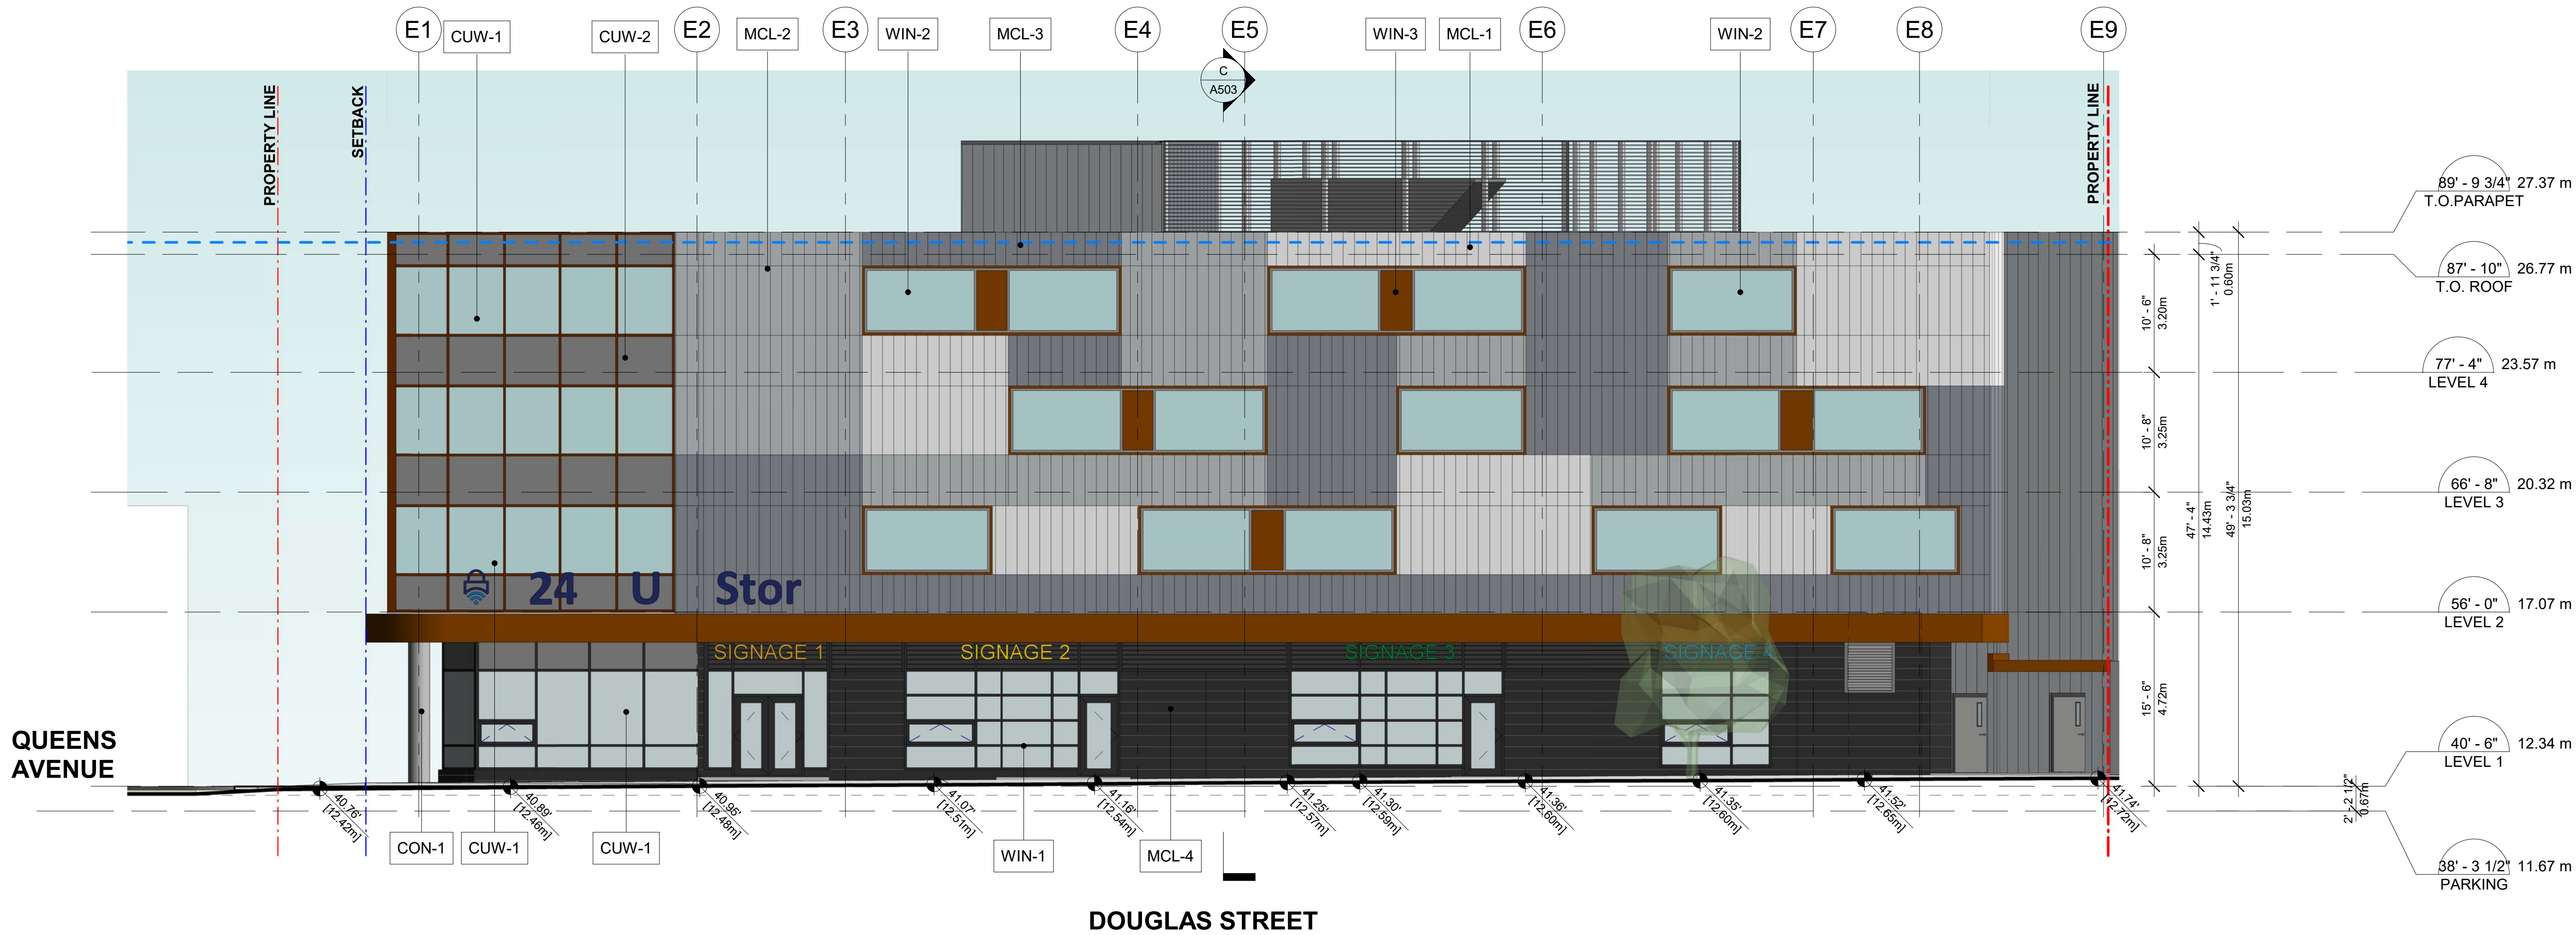 E1
CUW-1
CUW-2
E2
MCL-2
E3
WIN-2
MCL-3
E4
E5
WIN-3
MCL-1
E6
WIN-2
E7
E8
E9
C
A503
PROPERTY LINE
SETBACK
PROPERTY LINE
89' - 9 3/4" 27.37 m
T.O.PARAPET
87' - 10" 26.77 m
T.O. ROOF
77' - 4" 23.57 m
LEVEL 4
66' - 8" 20.32 m
LEVEL 3
56' - 0" 17.07 m
LEVEL 2
40' - 6" 12.34 m
LEVEL 1
38' - 3 1/2" 11.67 m
PARKING
1' - 11 3/4"
0.60m
10' - 6"
3.20m
10' - 8"
3.25m
10' - 8"
3.25m
15' - 6"
4.72m
47' - 4"
14.43m
49' - 3 3/4"
15.03m
2' - 2 1/2"
0.67m
24 U Stor
SIGNAGE 1
SIGNAGE 2
SIGNAGE 3
SIGNAGE 4
QUEENS
AVENUE
40.76'
[12.42m]
40.89'
[12.46m]
40.95'
[12.48m]
41.07'
[12.51m]
41.16'
[12.54m]
41.25'
[12.57m]
41.30'
[12.59m]
41.36'
[12.60m]
41.35'
[12.60m]
41.52'
[12.65m]
41.74'
[12.72m]
CON-1
CUW-1
CUW-1
WIN-1
MCL-4
DOUGLAS STREET